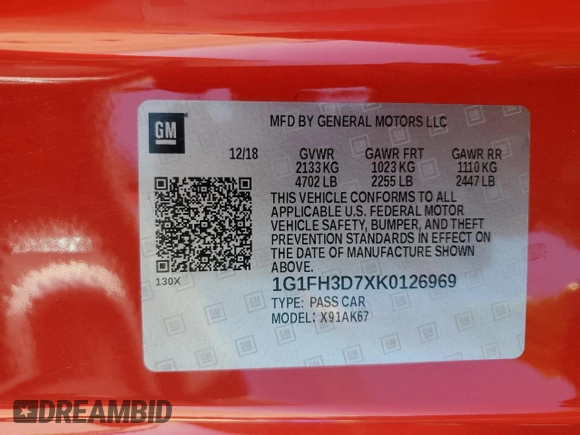 GM
MFD BY GENERAL MOTORS LLC
12/18 GVWR GAWR FRT GAWR RR
2133 KG 1023 KG 1110 KG
4702 LB 2255 LB 2447 LB
THIS VEHICLE CONFORMS TO ALL
APPLICABLE U.S. FEDERAL MOTOR
VEHICLE SAFETY, BUMPER, AND THEFT
PREVENTION STANDARDS IN EFFECT ON
THE DATE OF MANUFACTURE SHOWN
ABOVE.
130X
1G1FH3D7XK0126969
TYPE: PASS CAR
MODEL: X91AK67
DREAMBID